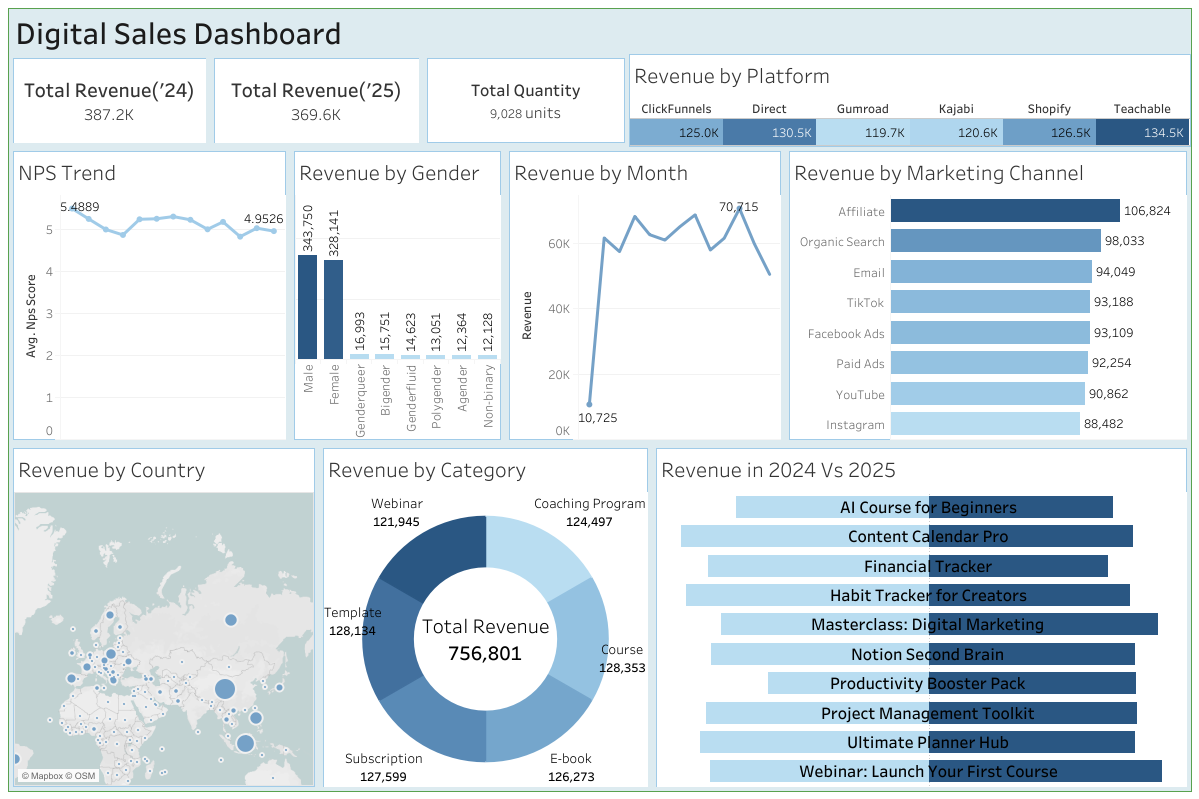 Digital Sales Dashboard
Total Revenue('24)
387.2K
Total Revenue('25)
369.6K
Total Quantity
9,028 units
Revenue by Platform
ClickFunnels Direct Gumroad Kajabi Shopify Teachable
125.0K 130.5K 119.7K 120.6K 126.5K 134.5K
NPS Trend
5.4889
4.9526
5
4
3
2
1
0
Avg. Nps Score
Revenue by Gender
343,750
328,141
16,993
15,751
14,623
13,051
12,364
12,128
Male
Female
Genderqueer
Bigender
Genderfluid
Polygender
Agender
Non-binary
Revenue by Month
70,715
60K
40K
20K
0K
10,725
Revenue
Revenue by Marketing Channel
Affiliate 106,824
Organic Search 98,033
Email 94,049
TikTok 93,188
Facebook Ads 93,109
Paid Ads 92,254
YouTube 90,862
Instagram 88,482
Revenue by Country
© Mapbox © OSM
Revenue by Category
Webinar
121,945
Coaching Program
124,497
Template
128,134
Total Revenue
756,801
Course
128,353
Subscription
127,599
E-book
126,273
Revenue in 2024 Vs 2025
AI Course for Beginners
Content Calendar Pro
Financial Tracker
Habit Tracker for Creators
Masterclass: Digital Marketing
Notion Second Brain
Productivity Booster Pack
Project Management Toolkit
Ultimate Planner Hub
Webinar: Launch Your First Course